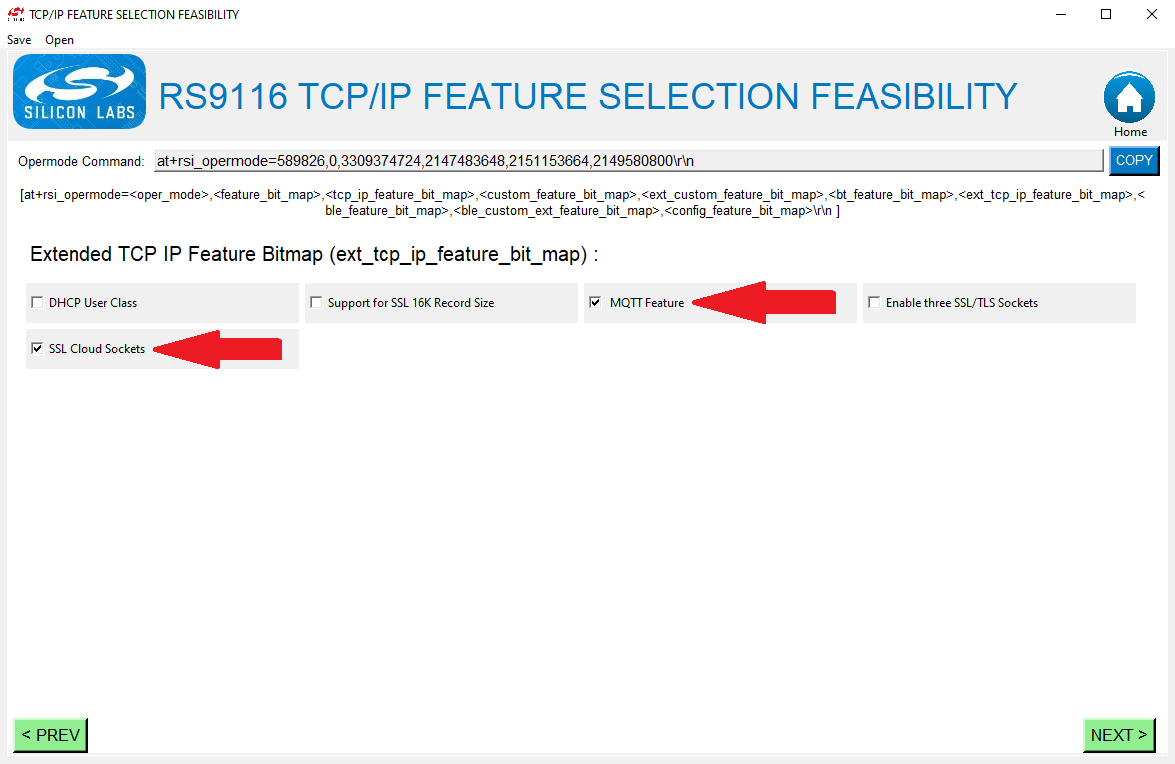 TCP/IP FEATURE SELECTION FEASIBILITY
Save Open
SILICON LABS
RS9116 TCP/IP FEATURE SELECTION FEASIBILITY
Home
Opermode Command: at+rsi_opermode=589826,0,3309374724,2147483648,2151153664,2149580800\r\n COPY
[at+rsi_opermode=<oper_mode>,<feature_bit_map>,<tcp_ip_feature_bit_map>,<custom_feature_bit_map>,<ext_custom_feature_bit_map>,<bt_feature_bit_map>,<ext_tcp_ip_feature_bit_map>,<
ble_feature_bit_map>,<ble_custom_ext_feature_bit_map>,<config_feature_bit_map>\r\n ]
Extended TCP IP Feature Bitmap (ext_tcp_ip_feature_bit_map) :
DHCP User Class Support for SSL 16K Record Size MQTT Feature Enable three SSL/TLS Sockets
SSL Cloud Sockets
< PREV NEXT >